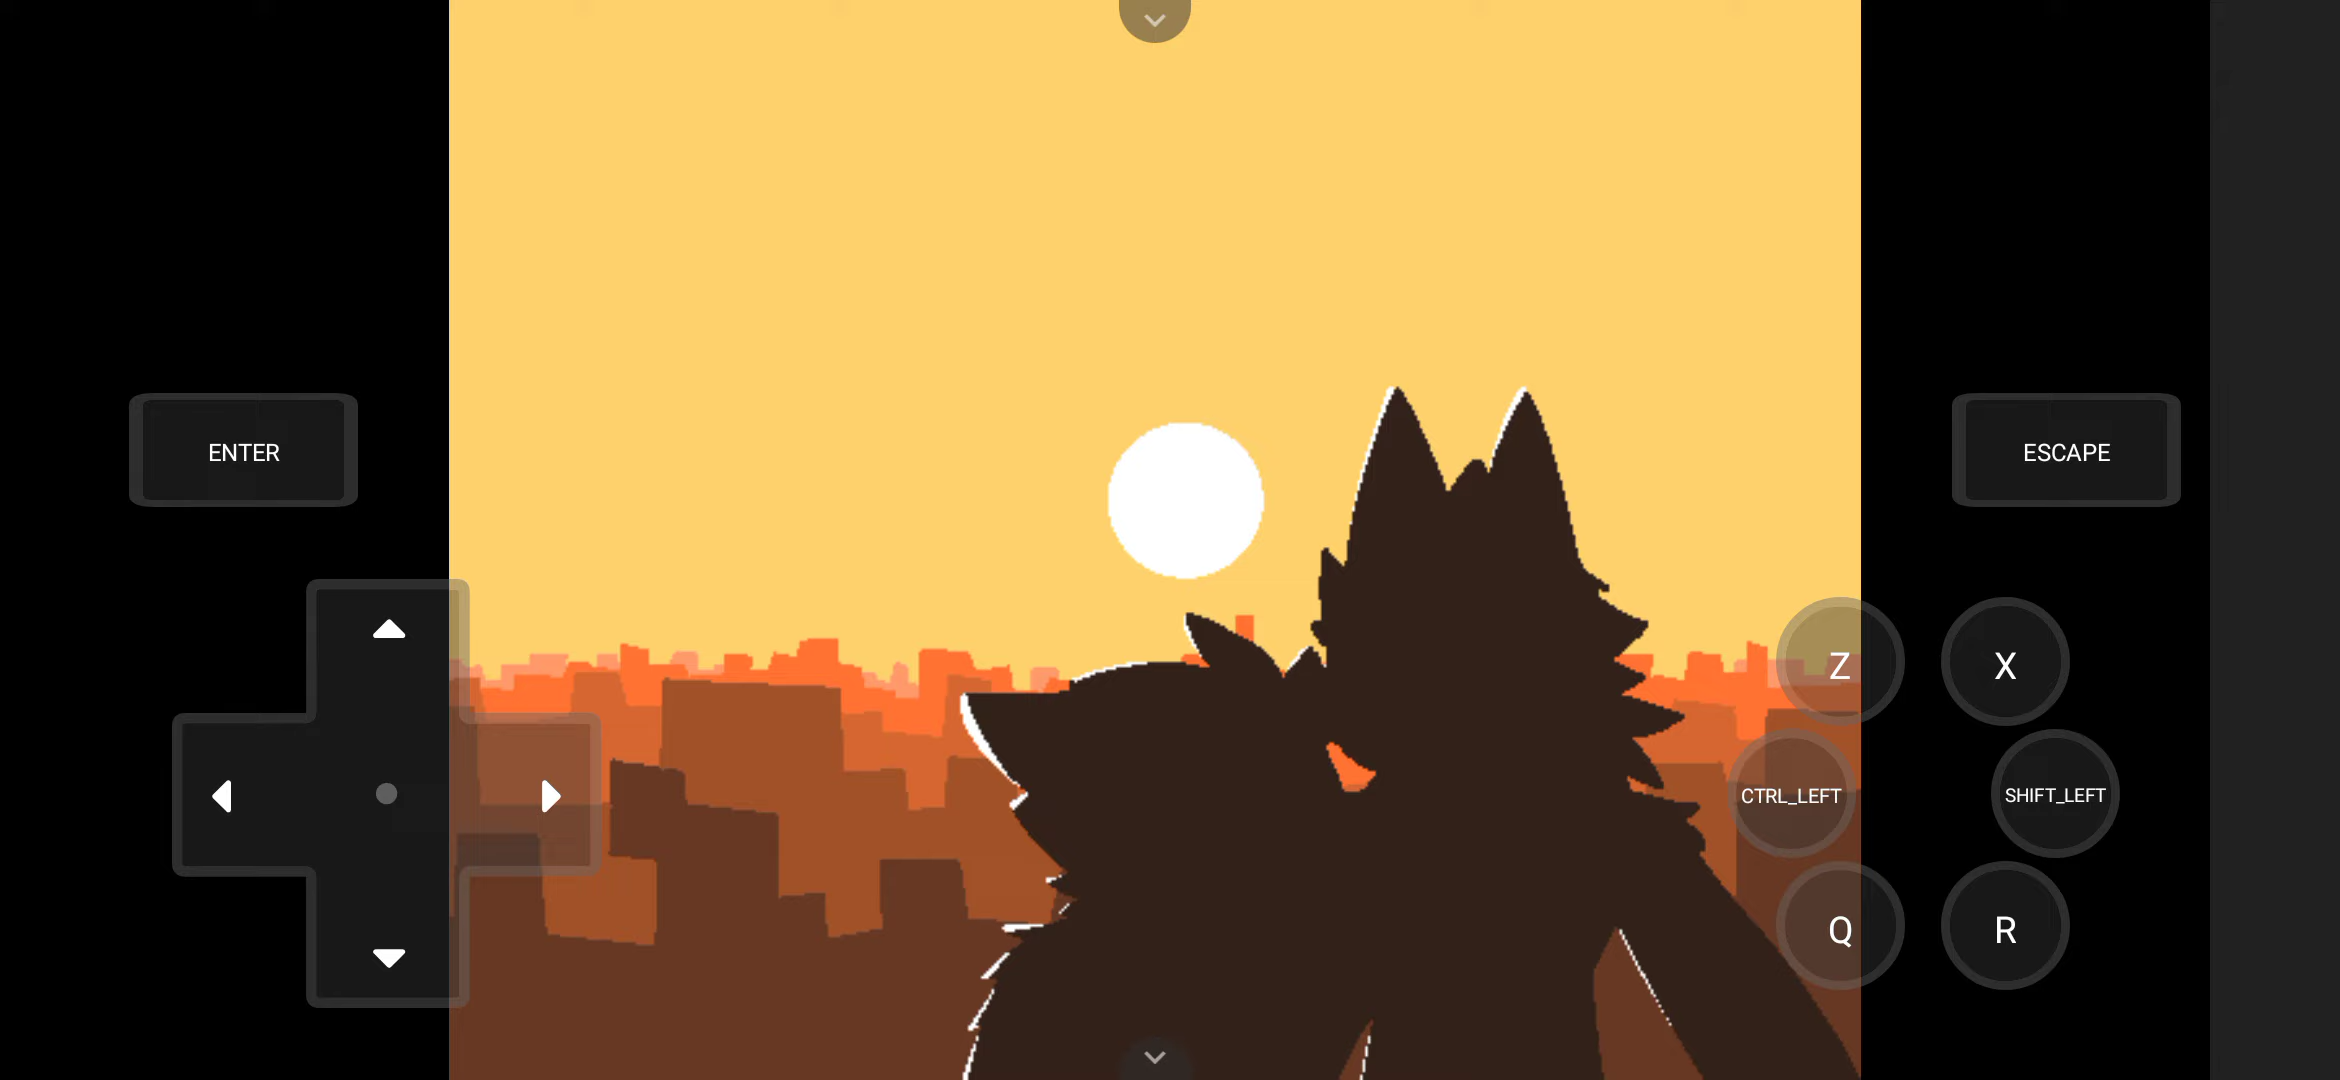 ENTER
ESCAPE
Z
X
CTRL_LEFT
SHIFT_LEFT
Q
R